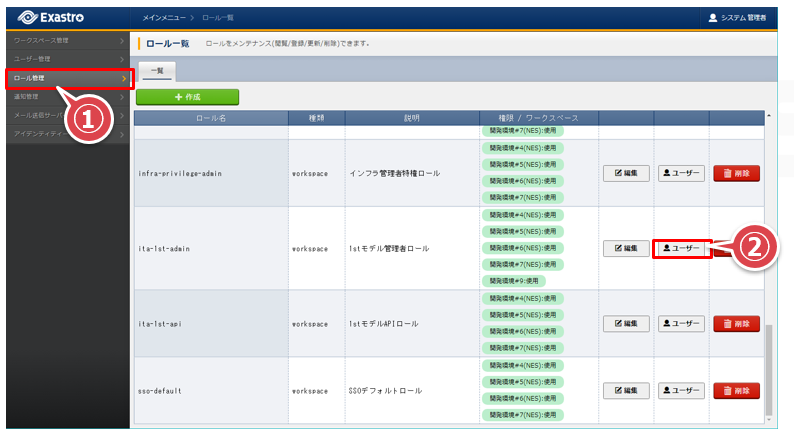 Exastro
メインメニュー > ロール一覧
システム 管理者
ワークスペース管理
ユーザー管理
ロール管理
通知管理
メール送信サーバ
アイデンティティ
①
ロール一覧
ロールをメンテナンス(閲覧/登録/更新/削除)できます。
一覧
+ 作成
ロール名 種類 説明 権限 / ワークスペース
開発環境#7(NES):使用
infra-privilege-admin workspace インフラ管理者特権ロール
開発環境#4(NES):使用
開発環境#5(NES):使用
開発環境#6(NES):使用
開発環境#7(NES):使用
編集 ユーザー 削除
ita-1st-admin workspace 1stモデル管理者ロール
開発環境#4(NES):使用
開発環境#5(NES):使用
開発環境#6(NES):使用
開発環境#7(NES):使用
開発環境#9:使用
編集 ユーザー
②
ita-1st-api workspace 1stモデルAPIロール
開発環境#4(NES):使用
開発環境#5(NES):使用
開発環境#6(NES):使用
開発環境#7(NES):使用
編集 ユーザー 削除
sso-default workspace SSOデフォルトロール
開発環境#4(NES):使用
開発環境#5(NES):使用
開発環境#6(NES):使用
開発環境#7(NES):使用
編集 ユーザー 削除